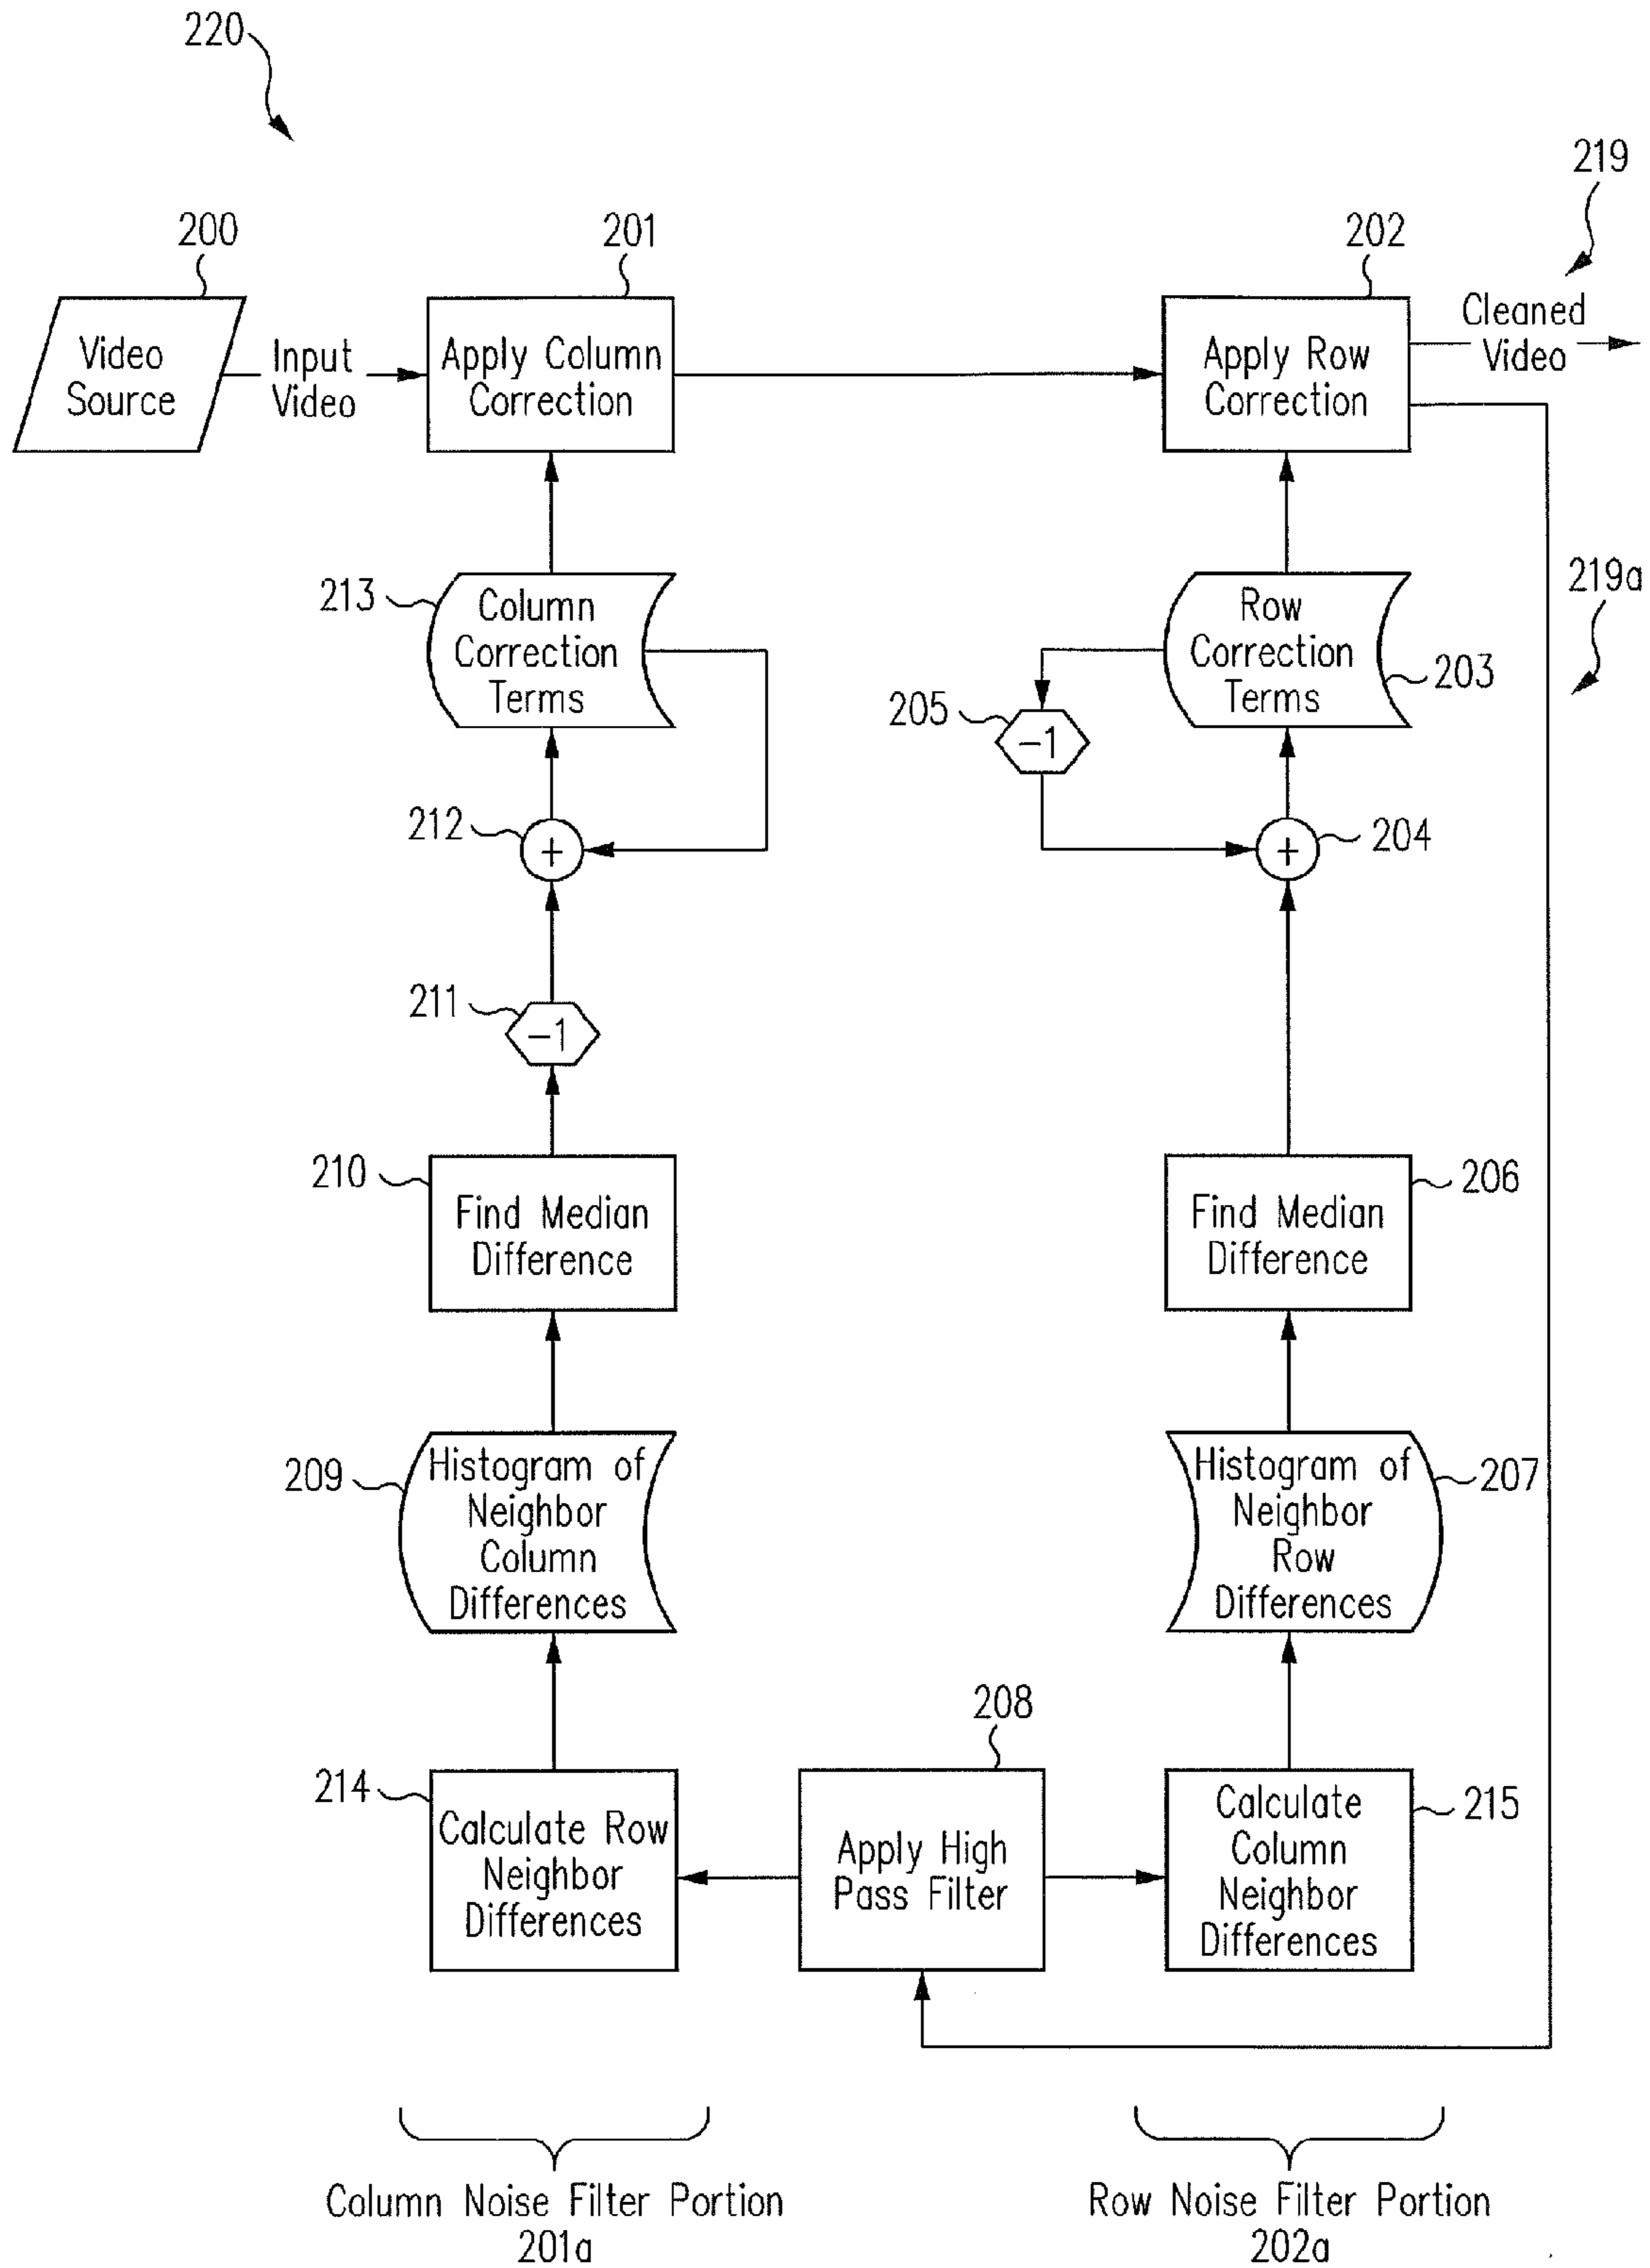 220
219
200
201
202
Video
Source
Input
Video
Apply Column
Correction
Apply Row
Correction
Cleaned
Video
213
Column
Correction
Terms
Row
Correction
Terms
203
219a
205
-1
212
+
+
204
211
-1
210
Find Median
Difference
Find Median
Difference
206
209
Histogram of
Neighbor
Column
Differences
Histogram of
Neighbor
Row
Differences
207
208
214
Calculate Row
Neighbor
Differences
Apply High
Pass Filter
Calculate
Column
Neighbor
Differences
215
Column Noise Filter Portion
201a
Row Noise Filter Portion
202a